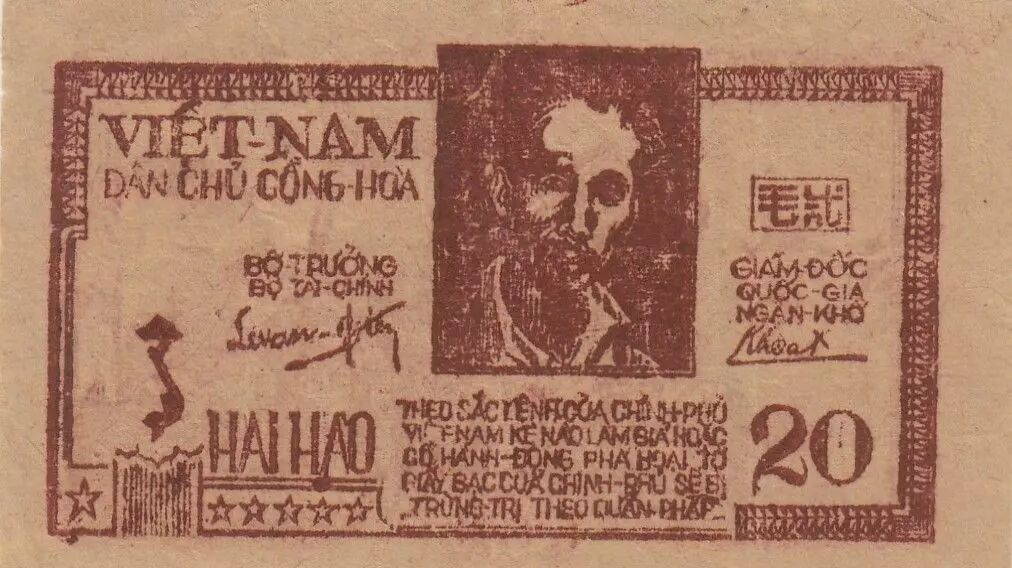 VIỆT-NAM
DÂN CHỦ CỘNG-HOÀ
BỘ TRƯỞNG
BỘ TÀI-CHÍNH
GIÁM-ĐỐC
QUỐC-GIA
NGÂN-KHỐ
HAI HÀO
THEO SẮC LỆNH CỦA CHÍNH-PHỦ
VIỆT NAM KẺ NÀO LÀM GIẢ HOẶC
CÓ HÀNH-ĐỘNG PHÁ HOẠI TỜ
GIẤY BẠC CỦA CHÍNH-PHỦ SẼ BỊ
TRỪNG-TRỊ THEO QUÂN-PHÁP
20